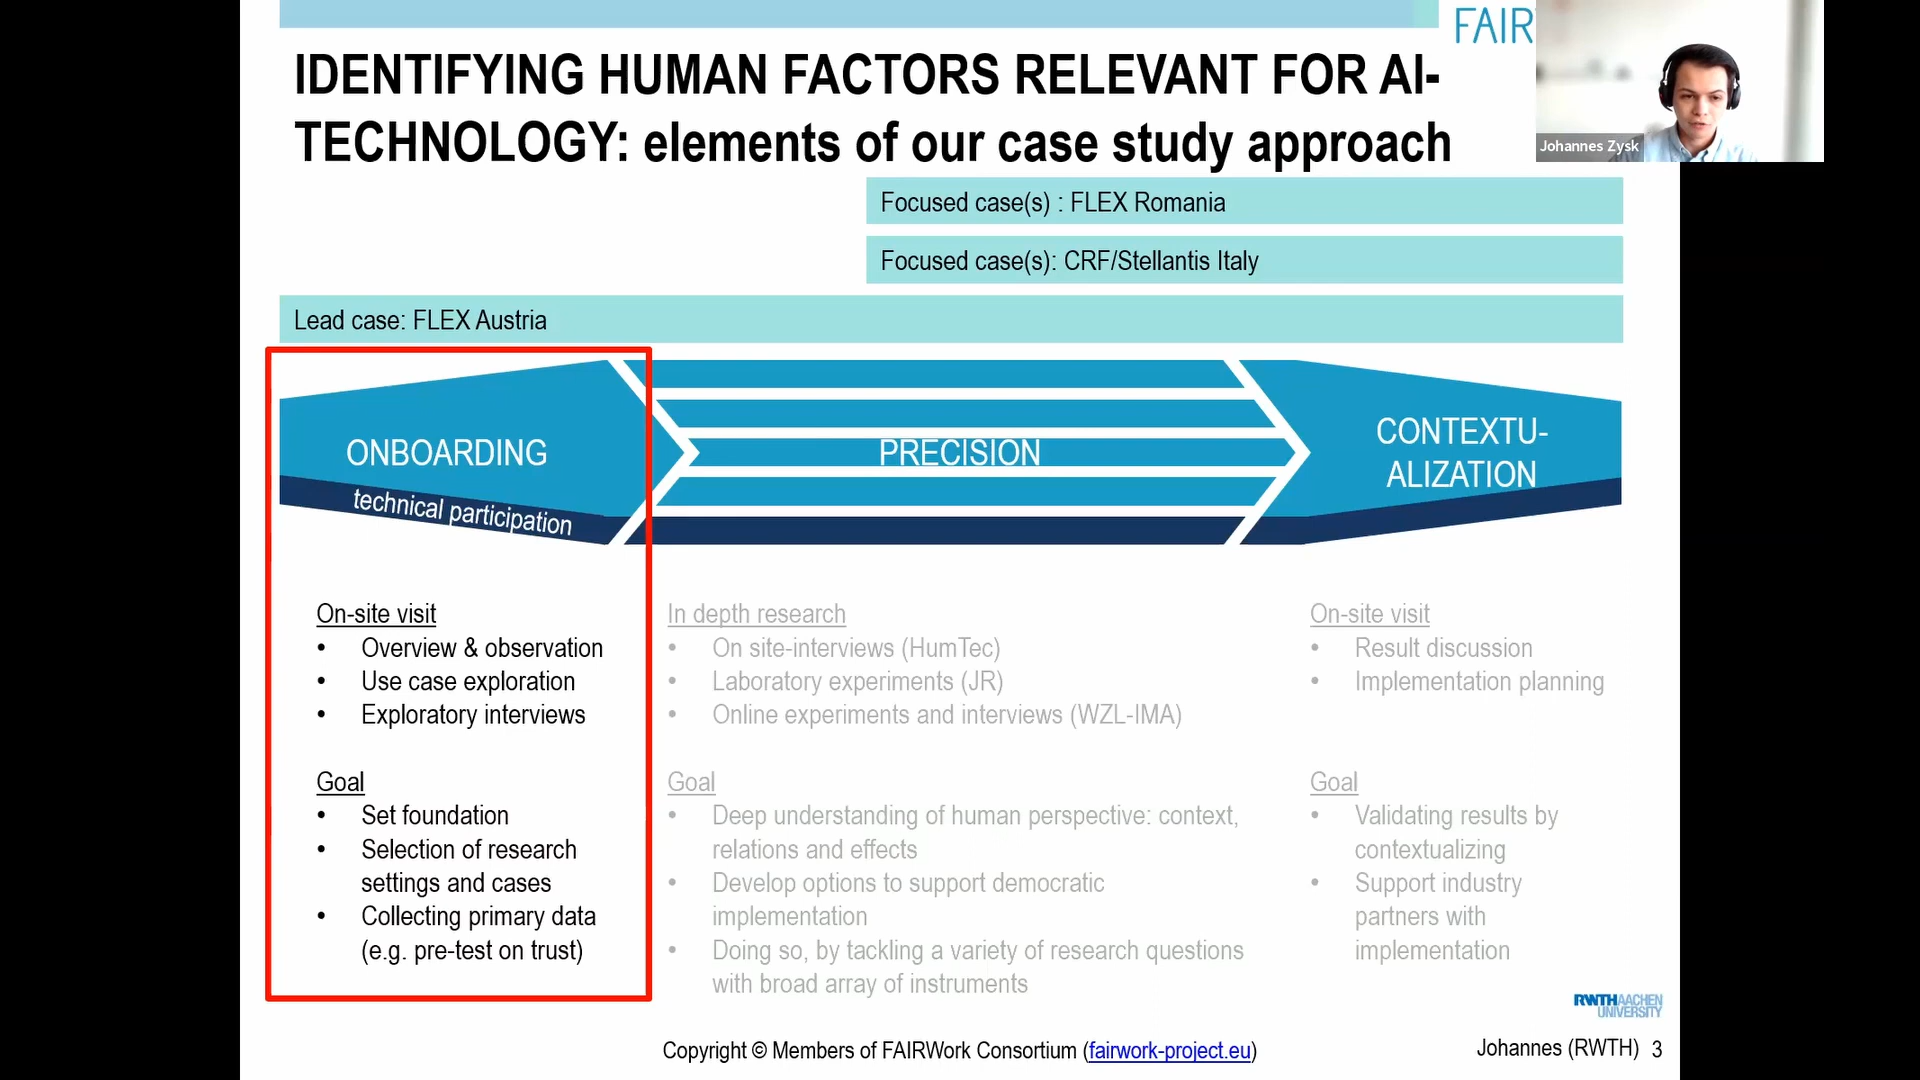 FAIR
IDENTIFYING HUMAN FACTORS RELEVANT FOR AI-
TECHNOLOGY: elements of our case study approach
Johannes Zysk
Focused case(s) : FLEX Romania
Focused case(s): CRF/Stellantis Italy
Lead case: FLEX Austria
ONBOARDING
technical participation
PRECISION
CONTEXTU-
ALIZATION
On-site visit
• Overview & observation
• Use case exploration
• Exploratory interviews
Goal
• Set foundation
• Selection of research
settings and cases
• Collecting primary data
(e.g. pre-test on trust)
In depth research
• On site-interviews (HumTec)
• Laboratory experiments (JR)
• Online experiments and interviews (WZL-IMA)
Goal
• Deep understanding of human perspective: context,
relations and effects
• Develop options to support democratic
implementation
• Doing so, by tackling a variety of research questions
with broad array of instruments
On-site visit
• Result discussion
• Implementation planning
Goal
• Validating results by
contextualizing
• Support industry
partners with
implementation
RWTH AACHEN
UNIVERSITY
Copyright © Members of FAIRWork Consortium (fairwork-project.eu)
Johannes (RWTH) 3